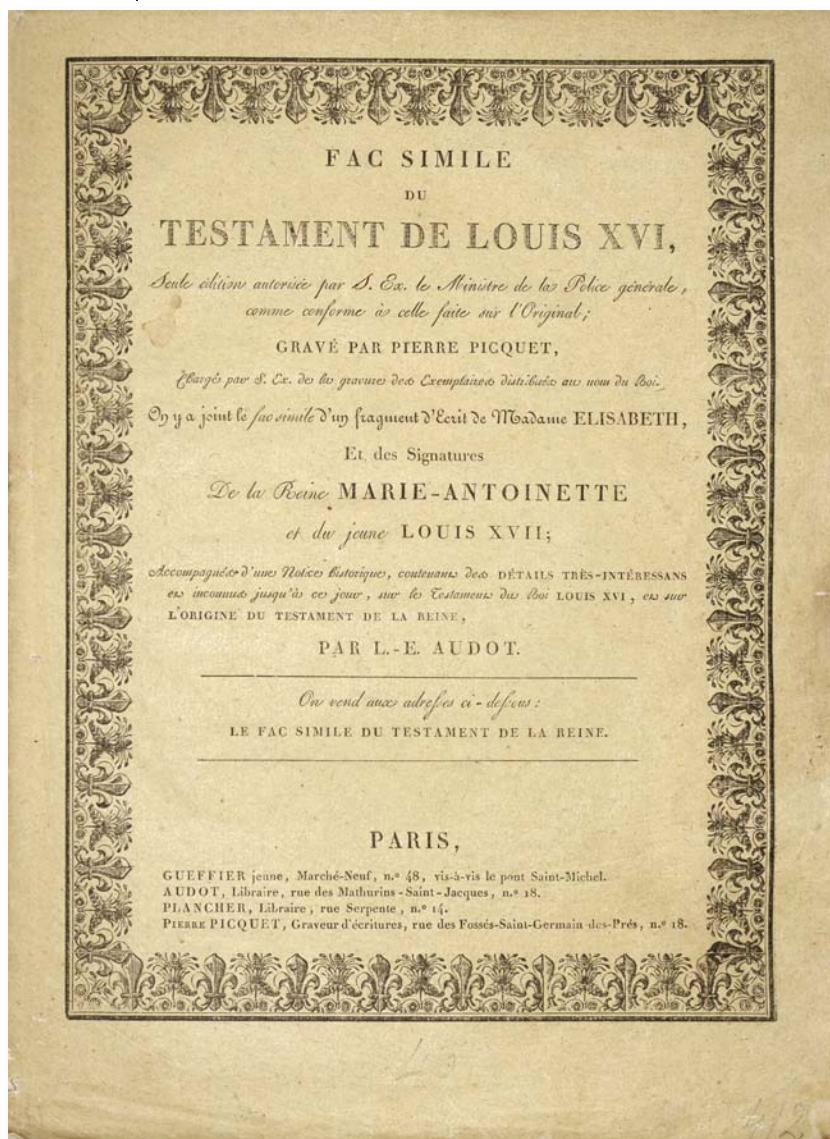 FAC SIMILE
DU
TESTAMENT DE LOUIS XVI,
Seule édition autorisée par S. Ex. le Ministre de la Police générale,
comme conforme à celle faite sur l'Original;
GRAVÉ PAR PIERRE PICQUET,
Chargé par S. Ex. de la gravure des Exemplaires distribués au nom du Roi.
On y a joint le fac simile d'un fragment d'Ecrit de Madame ELISABETH,
Et des Signatures
De la Reine MARIE-ANTOINETTE
et du jeune LOUIS XVII;
Accompagnés d'une Notice historique, contenant des DÉTAILS TRÈS-INTÉRESSANS
et inconnus jusqu'à ce jour, sur le Testament du Roi LOUIS XVI, et sur
L'ORIGINE DU TESTAMENT DE LA REINE,
PAR L.-E. AUDOT.
On vend aux adresses ci-dessous:
LE FAC SIMILE DU TESTAMENT DE LA REINE.
PARIS,
GUEFFIER jeune, Marché-Neuf, n.º 48, vis-à-vis le pont Saint-Michel.
AUDOT, Libraire, rue des Mathurins-Saint-Jacques, n.º 18.
PLANCHER, Libraire, rue Serpente, n.º 14.
PIERRE PICQUET, Graveur d'écritures, rue des Fossés-Saint-Germain-des-Prés, n.º 18.